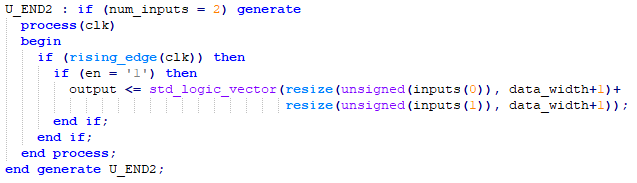 U_END2 : if (num_inputs = 2) generate
  process(clk)
  begin
    if (rising_edge(clk)) then
      if (en = '1') then
        output <= std_logic_vector(resize(unsigned(inputs(0)), data_width+1)+
                                   resize(unsigned(inputs(1)), data_width+1));
      end if;
    end if;
  end process;
end generate U_END2;